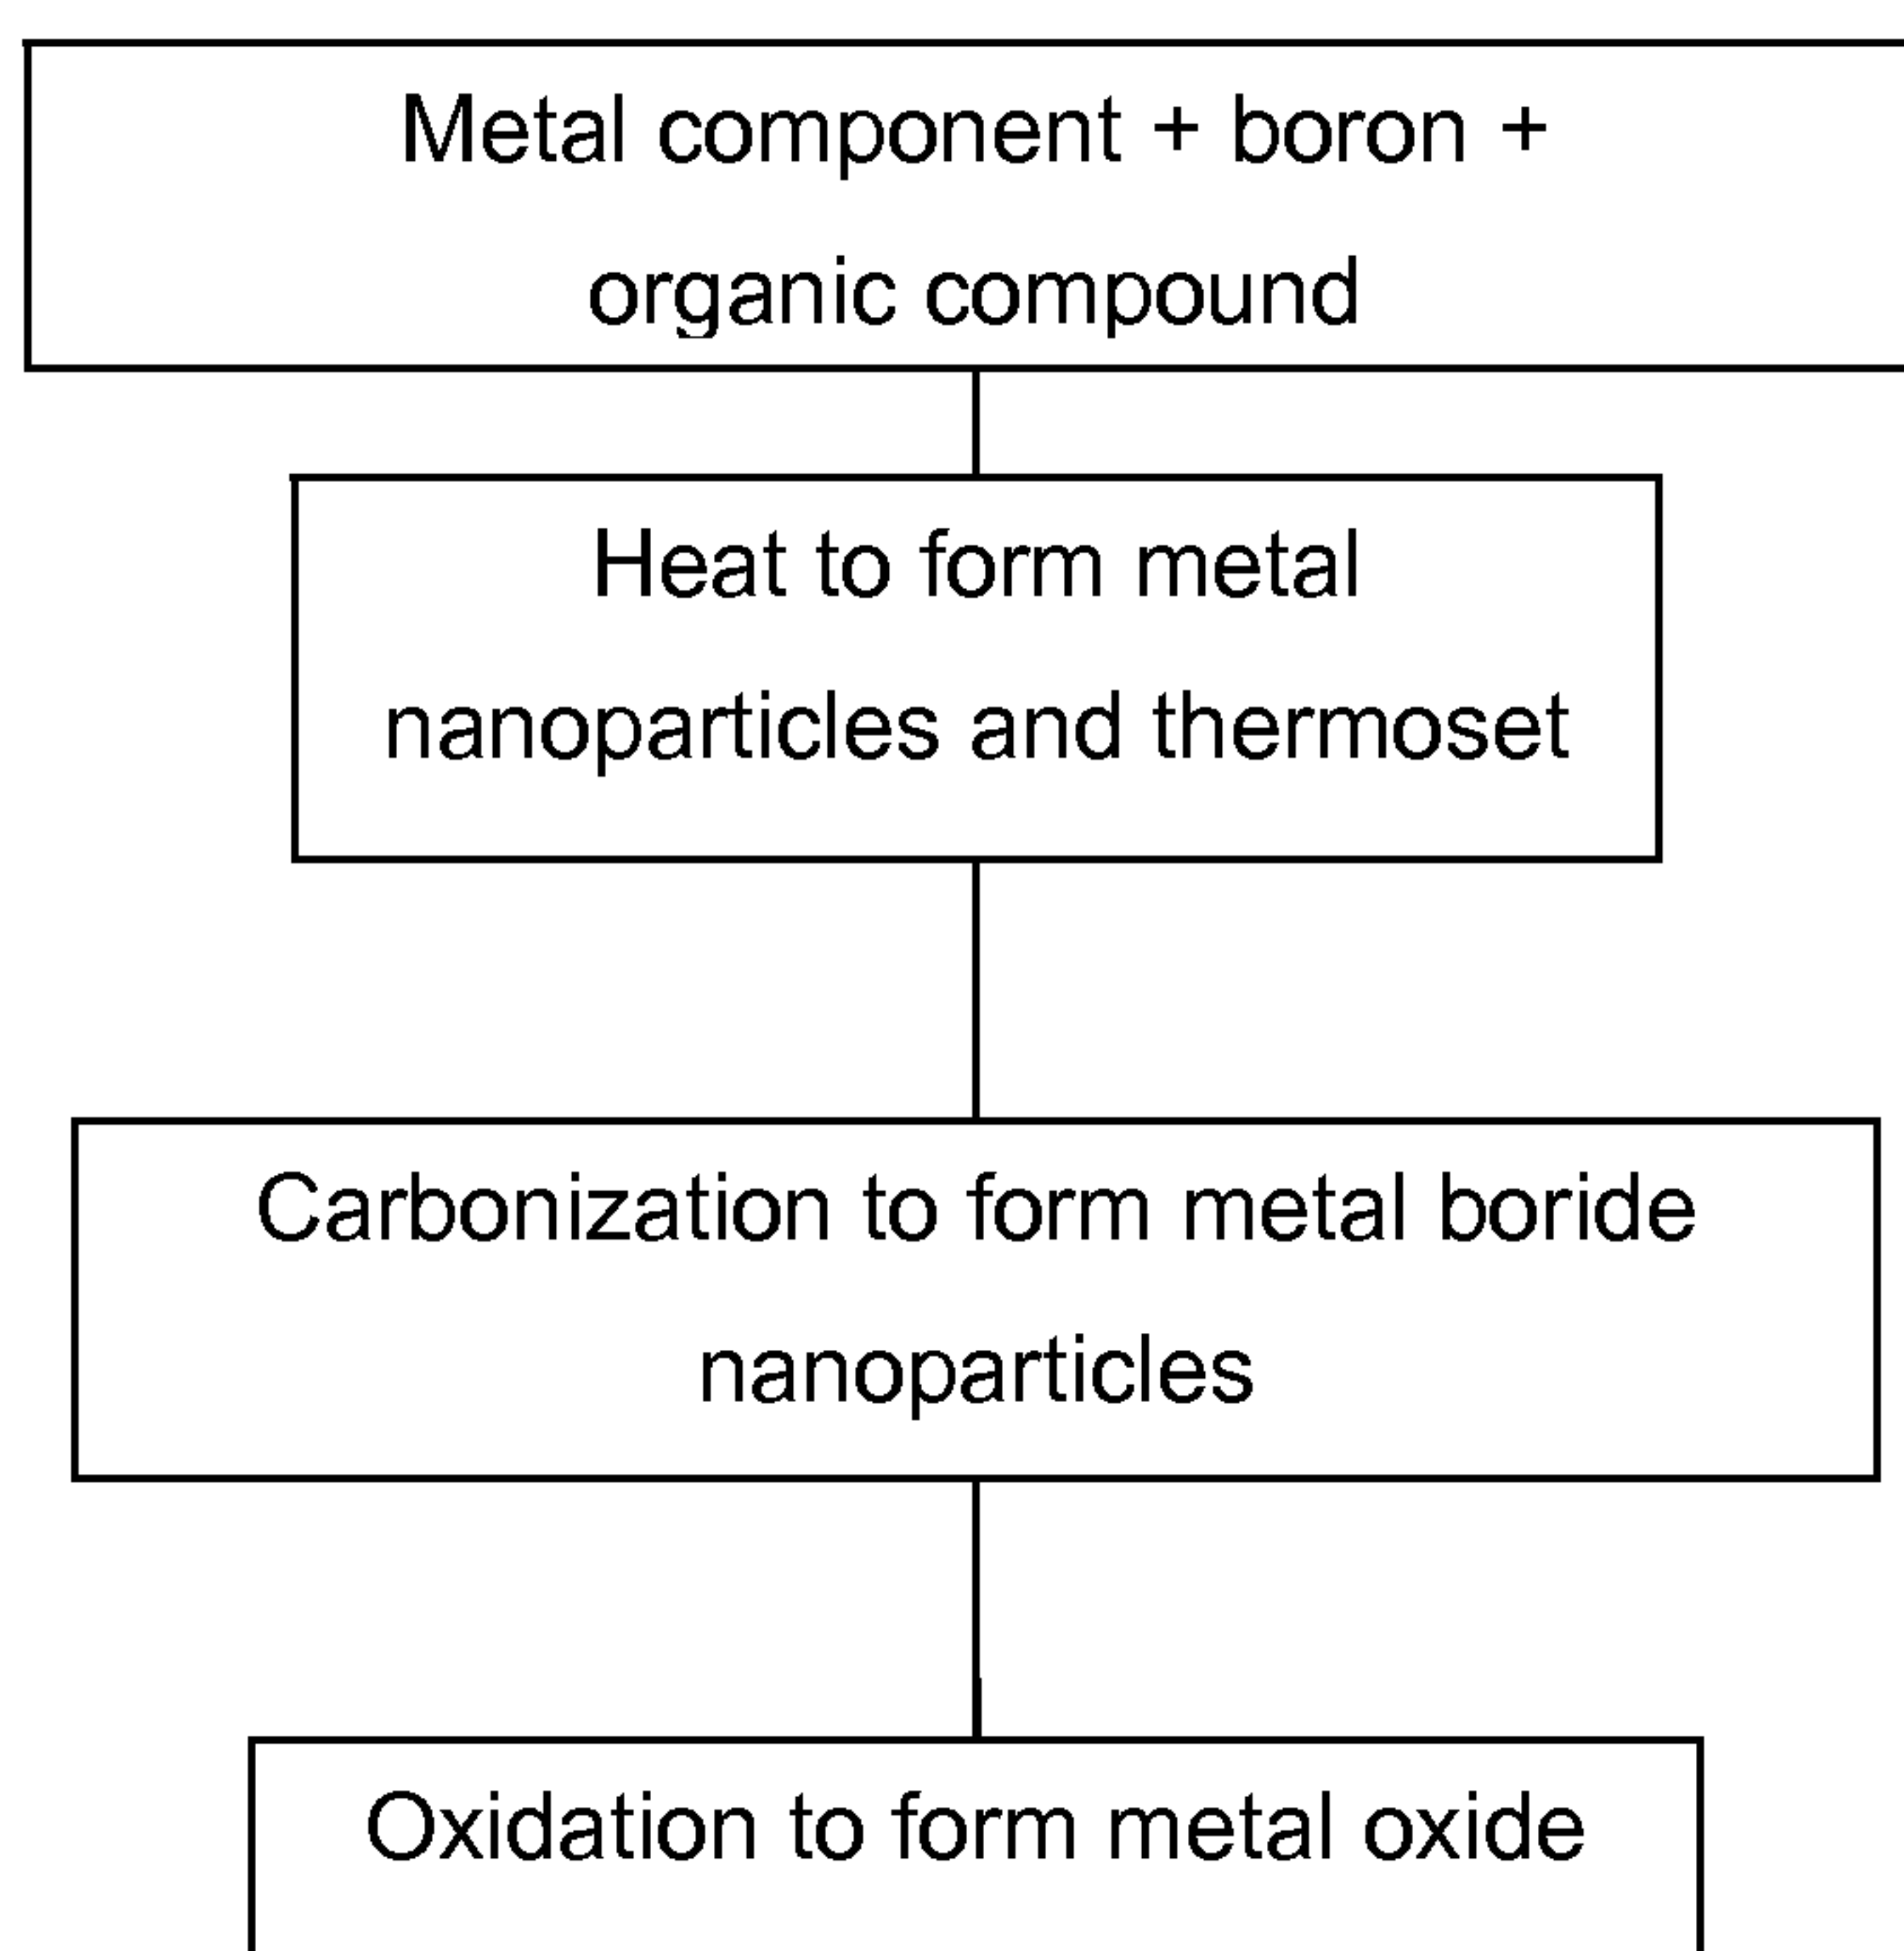 Metal component + boron +
organic compound
Heat to form metal
nanoparticles and thermoset
Carbonization to form metal boride
nanoparticles
Oxidation to form metal oxide